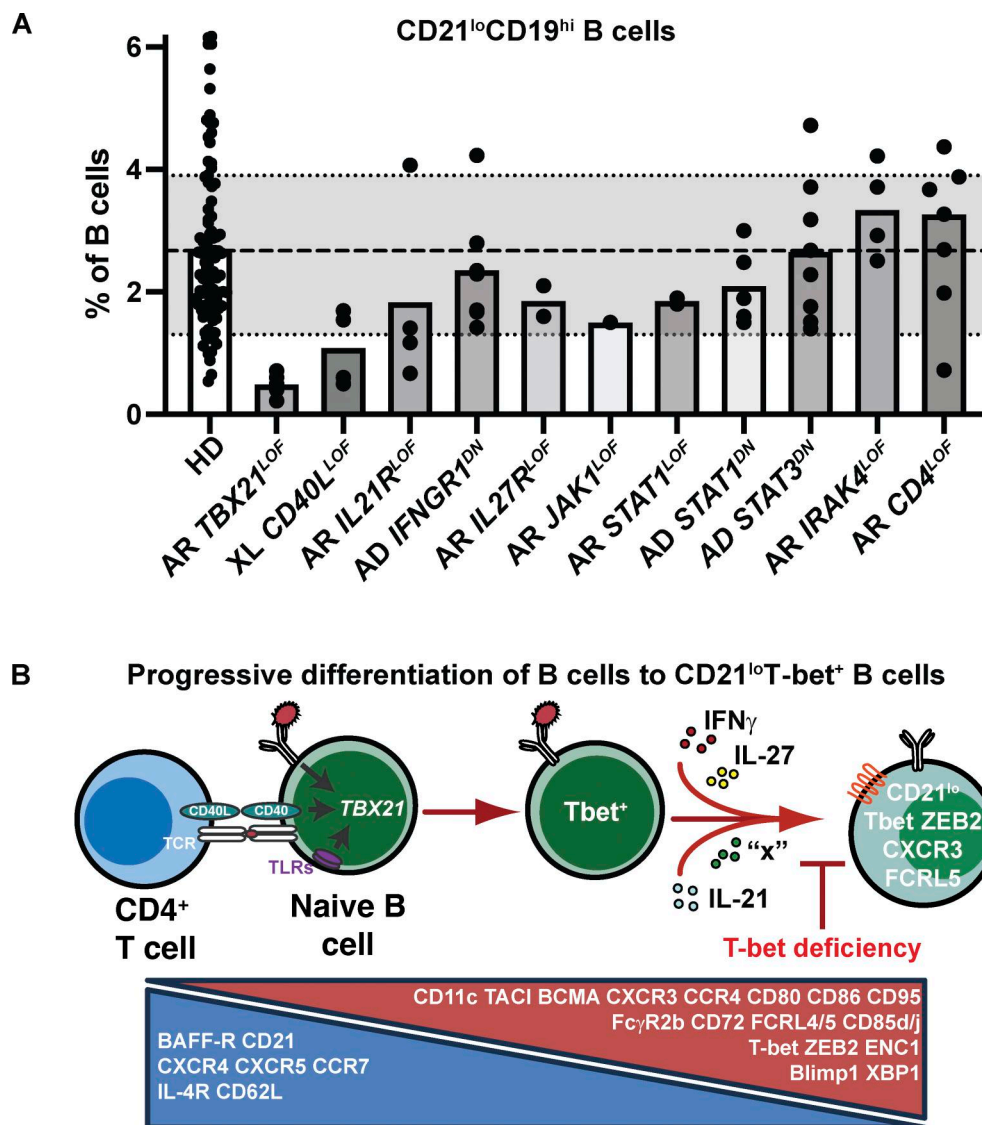 A
CD21loCD19hi B cells
% of B cells
6
4
2
0
HD
AR TBX21LOF
XL CD40L LOF
AR IL21RLOF
AD IFNGR1DN
AR IL27RLOF
AR JAK1LOF
AR STAT1LOF
AD STAT1DN
AD STAT3DN
AR IRAK4LOF
AR CD4LOF
B
Progressive differentiation of B cells to CD21loT-bet+ B cells
CD40L
CD40
TCR
TBX21
TLRs
CD4+
T cell
Naive B
cell
Tbet+
IFNγ
IL-27
"x"
IL-21
CD21lo
Tbet ZEB2
CXCR3
FCRL5
T-bet deficiency
CD11c TACI BCMA CXCR3 CCR4 CD80 CD86 CD95
FcγR2b CD72 FCRL4/5 CD85d/j
T-bet ZEB2 ENC1
Blimp1 XBP1
BAFF-R CD21
CXCR4 CXCR5 CCR7
IL-4R CD62L